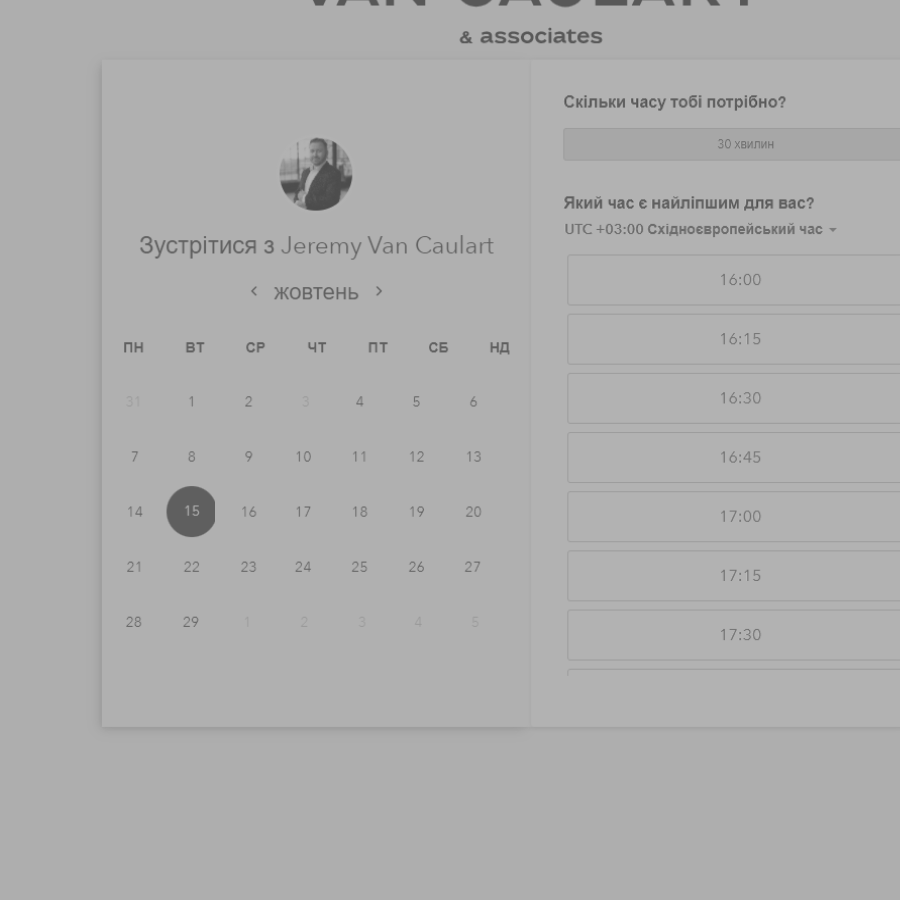 VAN CAULART
& associates
Зустрітися з Jeremy Van Caulart
жовтень
ПН ВТ СР ЧТ ПТ СБ НД
31 1 2 3 4 5 6
7 8 9 10 11 12 13
14 15 16 17 18 19 20
21 22 23 24 25 26 27
28 29 1 2 3 4 5
Скільки часу тобі потрібно?
30 хвилин
Який час є найліпшим для вас?
UTC +03:00 Східноєвропейський час
16:00
16:15
16:30
16:45
17:00
17:15
17:30